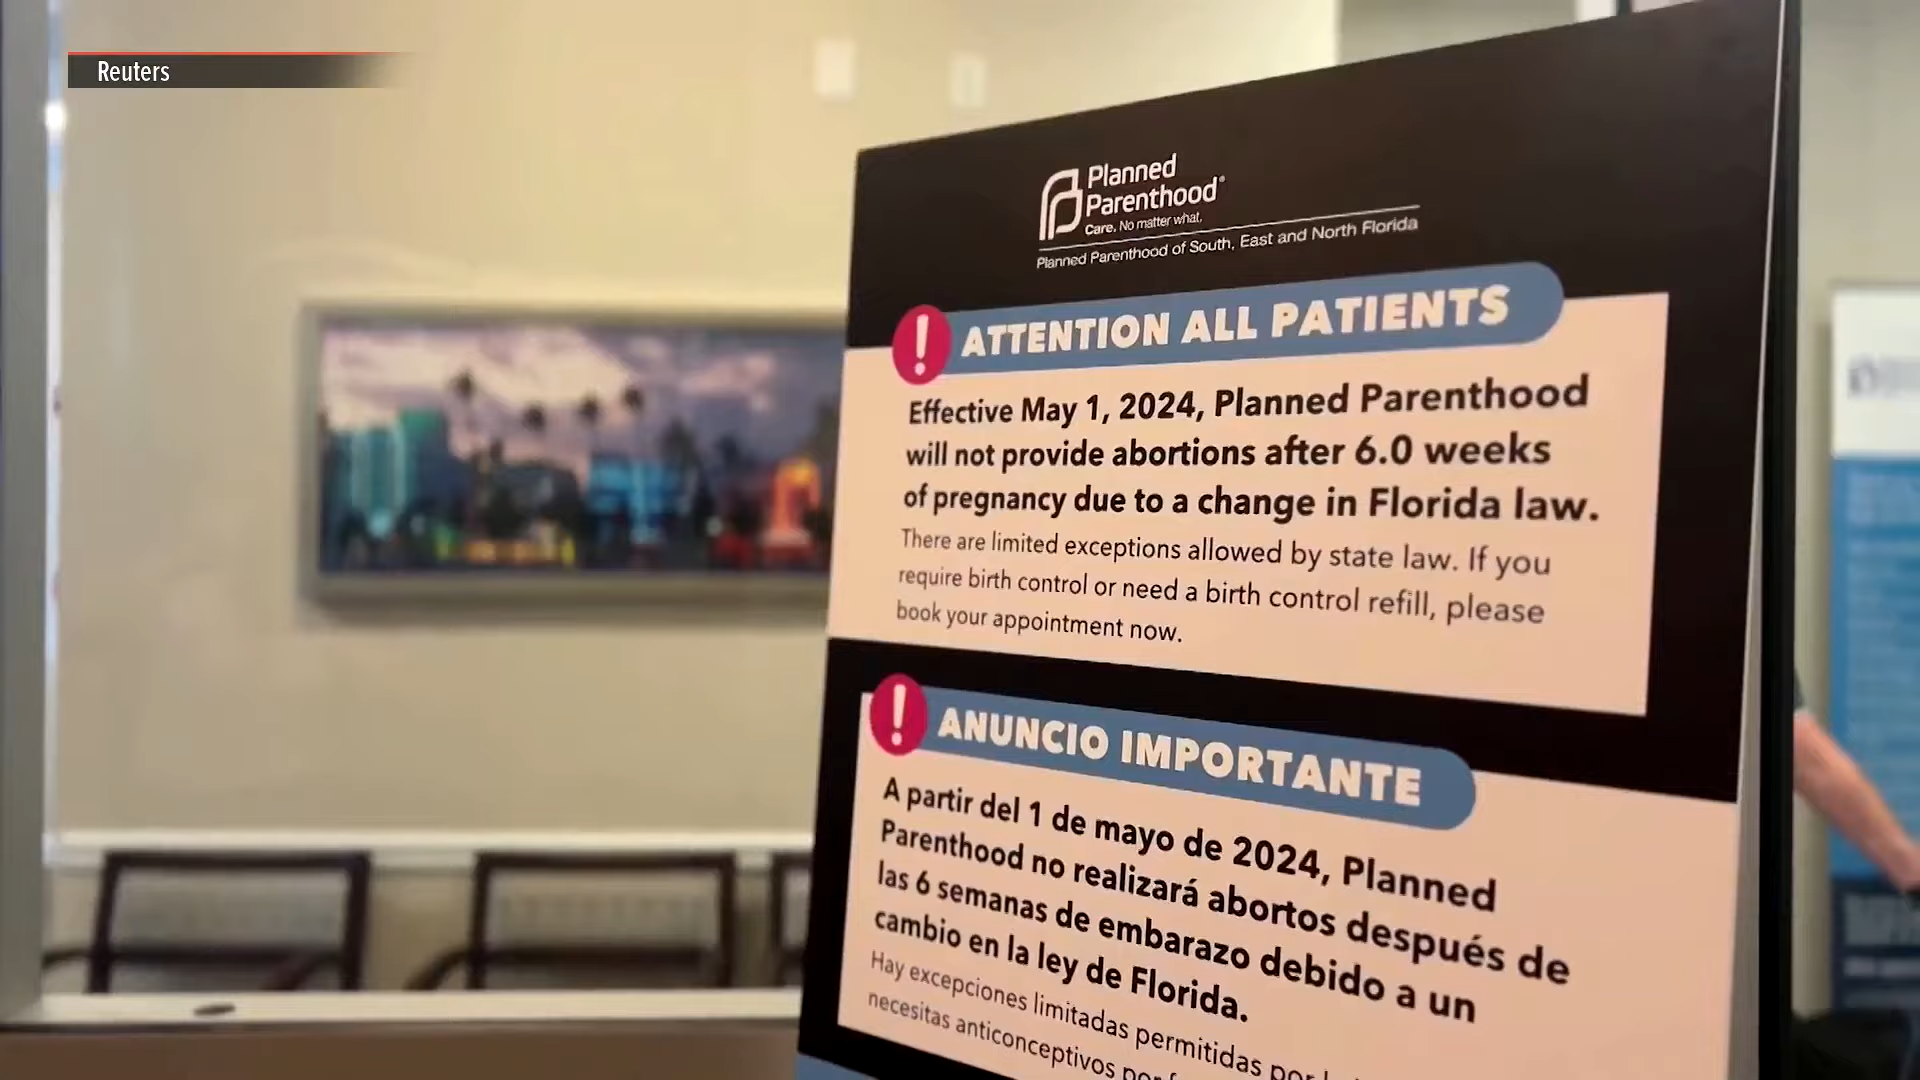 Reuters
Planned
Parenthood®
Care. No matter what.
Planned Parenthood of South, East and North Florida
! ATTENTION ALL PATIENTS
Effective May 1, 2024, Planned Parenthood
will not provide abortions after 6.0 weeks
of pregnancy due to a change in Florida law.
There are limited exceptions allowed by state law. If you
require birth control or need a birth control refill, please
book your appointment now.
! ANUNCIO IMPORTANTE
A partir del 1 de mayo de 2024, Planned
Parenthood no realizará abortos después de
las 6 semanas de embarazo debido a un
cambio en la ley de Florida.
Hay excepciones limitadas permitidas por
necesitas anticonceptivos